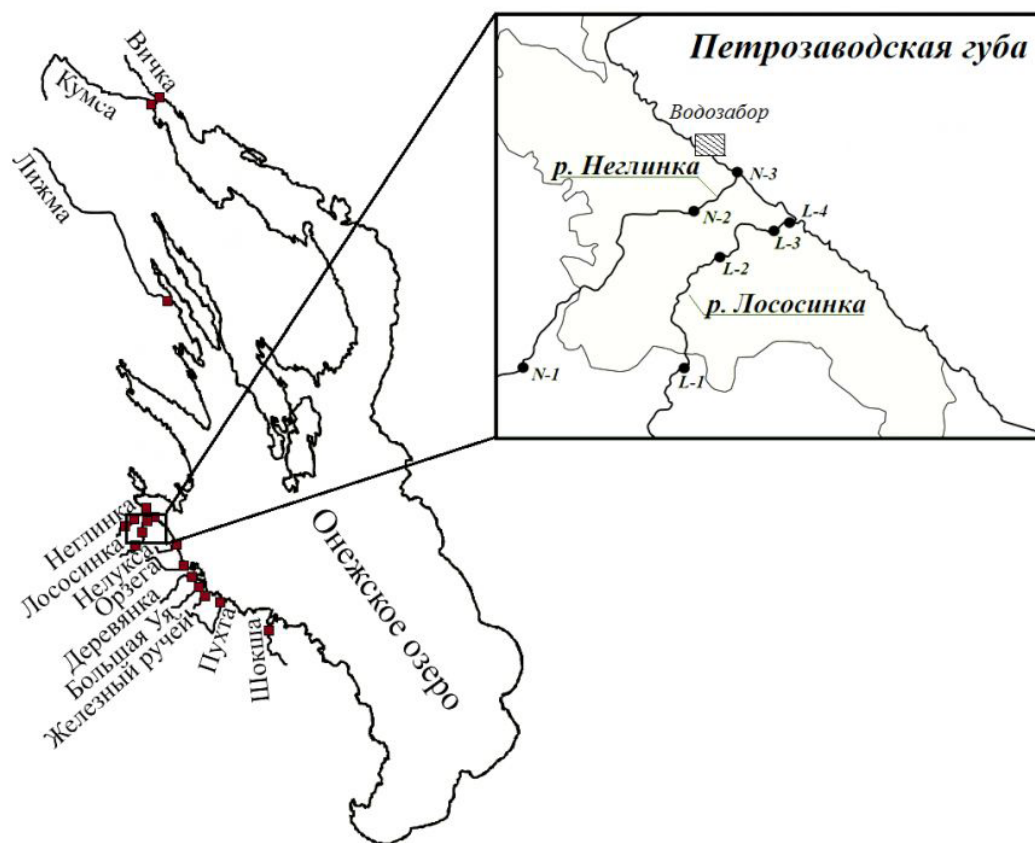 Вичка
Кумса
Лижма
Неглинка
Лососинка
Нелукса
Орзега
Деревянка
Большая Уя
Железный ручей
Пухта
Шокша
Онежское озеро
Петрозаводская губа
Водозабор
р. Неглинка
N-3
N-2
L-4
L-3
L-2
р. Лососинка
N-1
L-1